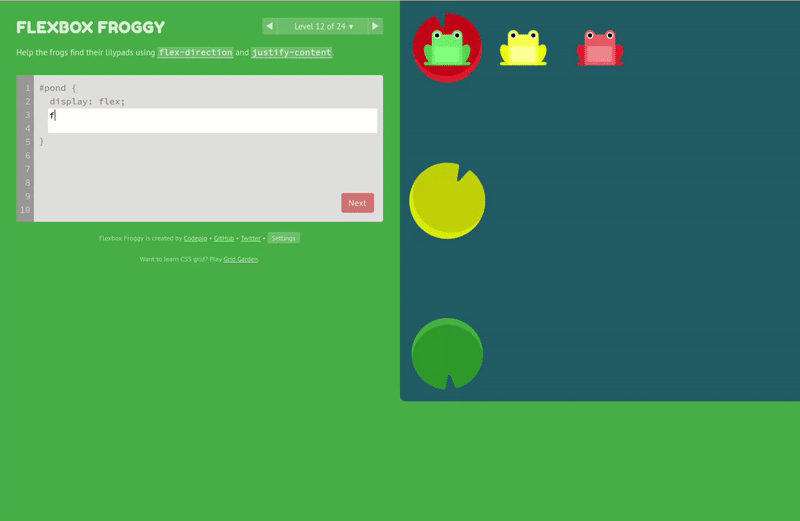 FLEXBOX FROGGY
◀ Level 12 of 24 ▼ ▶
Help the frogs find their lilypads using flex-direction and justify-content.
1 #pond {
2 display: flex;
3 f
4
5 }
6
7
8
9
10
Next
Flexbox Froggy is created by Codepip • GitHub • Twitter • Settings
Want to learn CSS grid? Play Grid Garden.